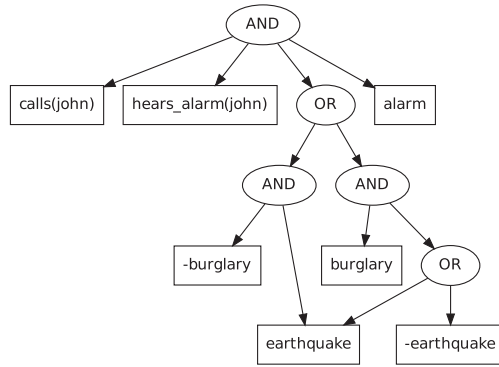 AND
calls(john)
hears_alarm(john)
OR
alarm
AND
AND
-burglary
burglary
OR
earthquake
-earthquake